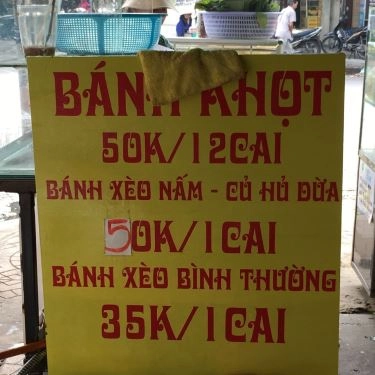 BÁNH KHỌT
50K/12CAI
BÁNH XÈO NẤM - CỦ HỦ DỪA
50K/1CAI
BÁNH XÈO BÌNH THƯỜNG
35K/1CAI